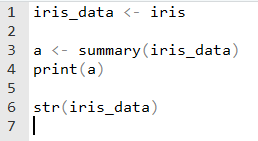 1 iris_data <- iris
2
3 a <- summary(iris_data)
4 print(a)
5
6 str(iris_data)
7